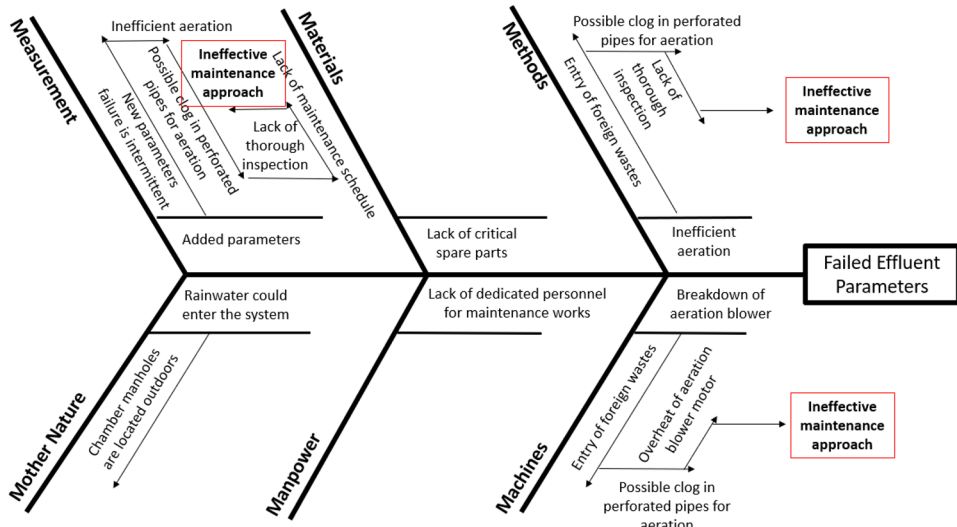 Measurement
Inefficient aeration
New parameters
failure is intermittent
Possible clog in perforated
pipes for aeration
Ineffective
maintenance
approach
Lack of
thorough
inspection
Lack of maintenance schedule
Added parameters
Materials
Lack of critical
spare parts
Methods
Entry of foreign wastes
Possible clog in perforated
pipes for aeration
Lack of
thorough
inspection
Ineffective
maintenance
approach
Inefficient
aeration
Failed Effluent
Parameters
Rainwater could
enter the system
Chamber manholes
are located outdoors
Mother Nature
Lack of dedicated personnel
for maintenance works
Manpower
Breakdown of
aeration blower
Entry of foreign wastes
Overheat of aeration
blower motor
Possible clog in
perforated pipes for
aeration
Ineffective
maintenance
approach
Machines